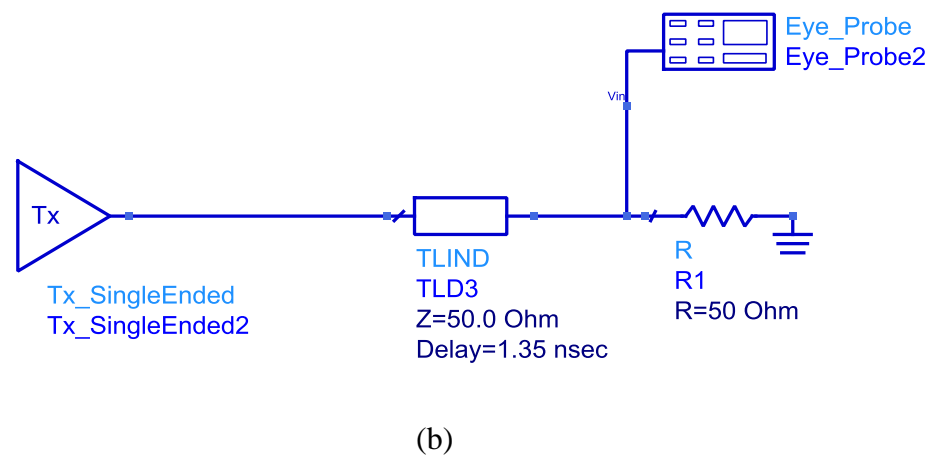 Eye_Probe
Eye_Probe2
Vin
Tx
TLIND
TLD3
Z=50.0 Ohm
Delay=1.35 nsec
R
R1
R=50 Ohm
Tx_SingleEnded
Tx_SingleEnded2
(b)